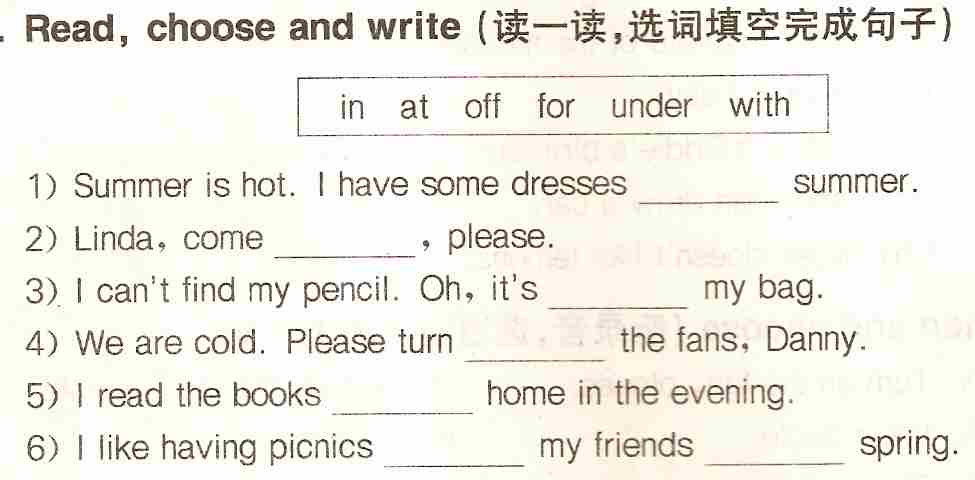 . Read, choose and write (读一读,选词填空完成句子)
in at off for under with
1) Summer is hot. I have some dresses ________ summer.
2) Linda, come ________, please.
3) I can't find my pencil. Oh, it's ________ my bag.
4) We are cold. Please turn ________ the fans, Danny.
5) I read the books ________ home in the evening.
6) I like having picnics ________ my friends ________ spring.